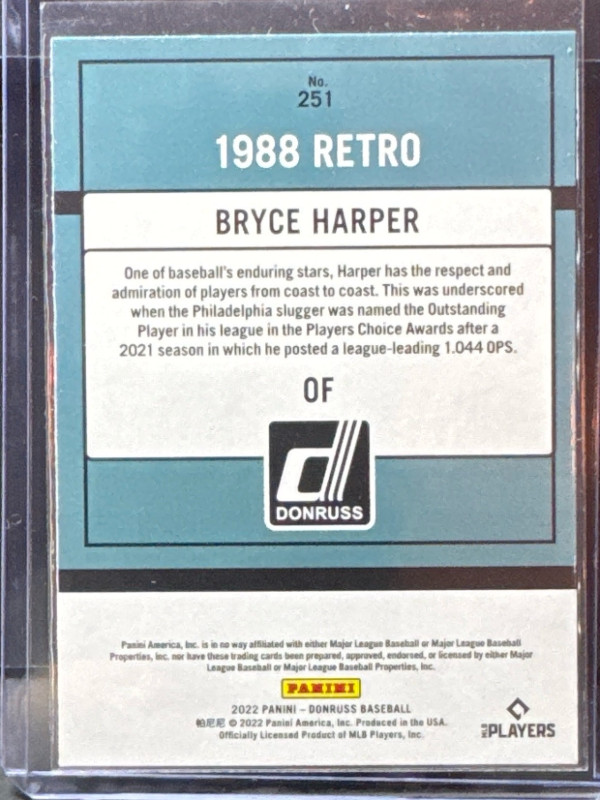 No.
251
1988 RETRO
BRYCE HARPER
One of baseball's enduring stars, Harper has the respect and
admiration of players from coast to coast. This was underscored
when the Philadelphia slugger was named the Outstanding
Player in his league in the Players Choice Awards after a
2021 season in which he posted a league-leading 1.044 OPS.
OF
d
DONRUSS
Panini America, Inc. is in no way affiliated with either Major League Baseball or Major League Baseball
Properties, Inc. nor have these trading cards been prepared, approved, endorsed, or licensed by either Major
League Baseball or Major League Baseball Properties, Inc.
PANINI
2022 PANINI – DONRUSS BASEBALL
帕尼尼 © 2022 Panini America, Inc. Produced in the USA.
Officially Licensed Product of MLB Players, Inc.
MLB PLAYERS